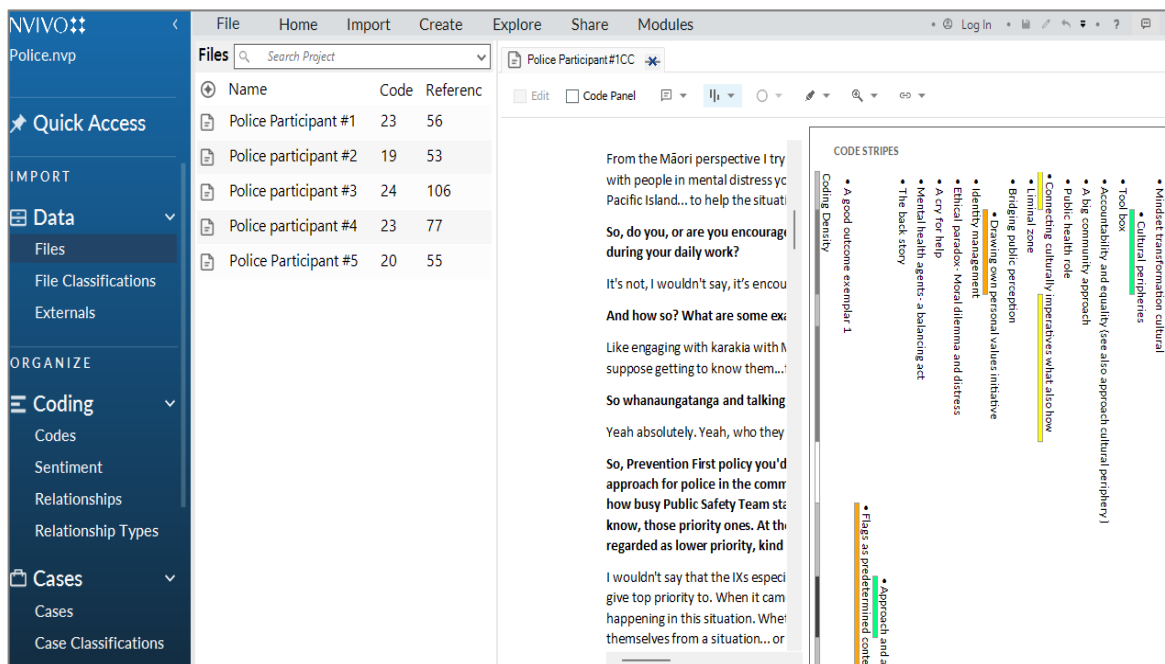 NVIVO
File Home Import Create Explore Share Modules
Log In
?
Police.nvp
Quick Access
IMPORT
Data
Files
File Classifications
Externals
ORGANIZE
Coding
Codes
Sentiment
Relationships
Relationship Types
Cases
Cases
Case Classifications
Files
Search Project
Name Code Referenc
Police Participant #1 23 56
Police participant #2 19 53
Police participant #3 24 106
Police participant #4 23 77
Police Participant #5 20 55
Police Participant #1CC
Edit
Code Panel
From the Māori perspective I try
with people in mental distress yo
Pacific Island... to help the situati
So, do you, or are you encourage
during your daily work?
It's not, I wouldn't say, it's encou
And how so? What are some exa
Like engaging with karakia with M
suppose getting to know them...
So whanaungatanga and talking
Yeah absolutely. Yeah, who they
So, Prevention First policy you'd
approach for police in the comm
how busy Public Safety Team sta
know, those priority ones. At the
regarded as lower priority, kind
I wouldn't say that the IXs especi
give top priority to. When it cam
happening in this situation. Whet
themselves from a situation... or
CODE STRIPES
Coding Density
• A good outcome exemplar 1
• Flags as predetermined conte
• Approach and a
• The back story
• Mental health agents- a balancing act
• A cry for help
• Ethical paradox- Moral dilemma and distress
• Identity management
• Drawing own personal values initiative
• Bridging public perception
• Liminal zone
• Connecting culturally imperatives what also how
• Public health role
• A big community approach
• Accountability and equality (see also approach cultural periphery )
• Tool box
• Cultural peripheries
• Mindset transformation cultural